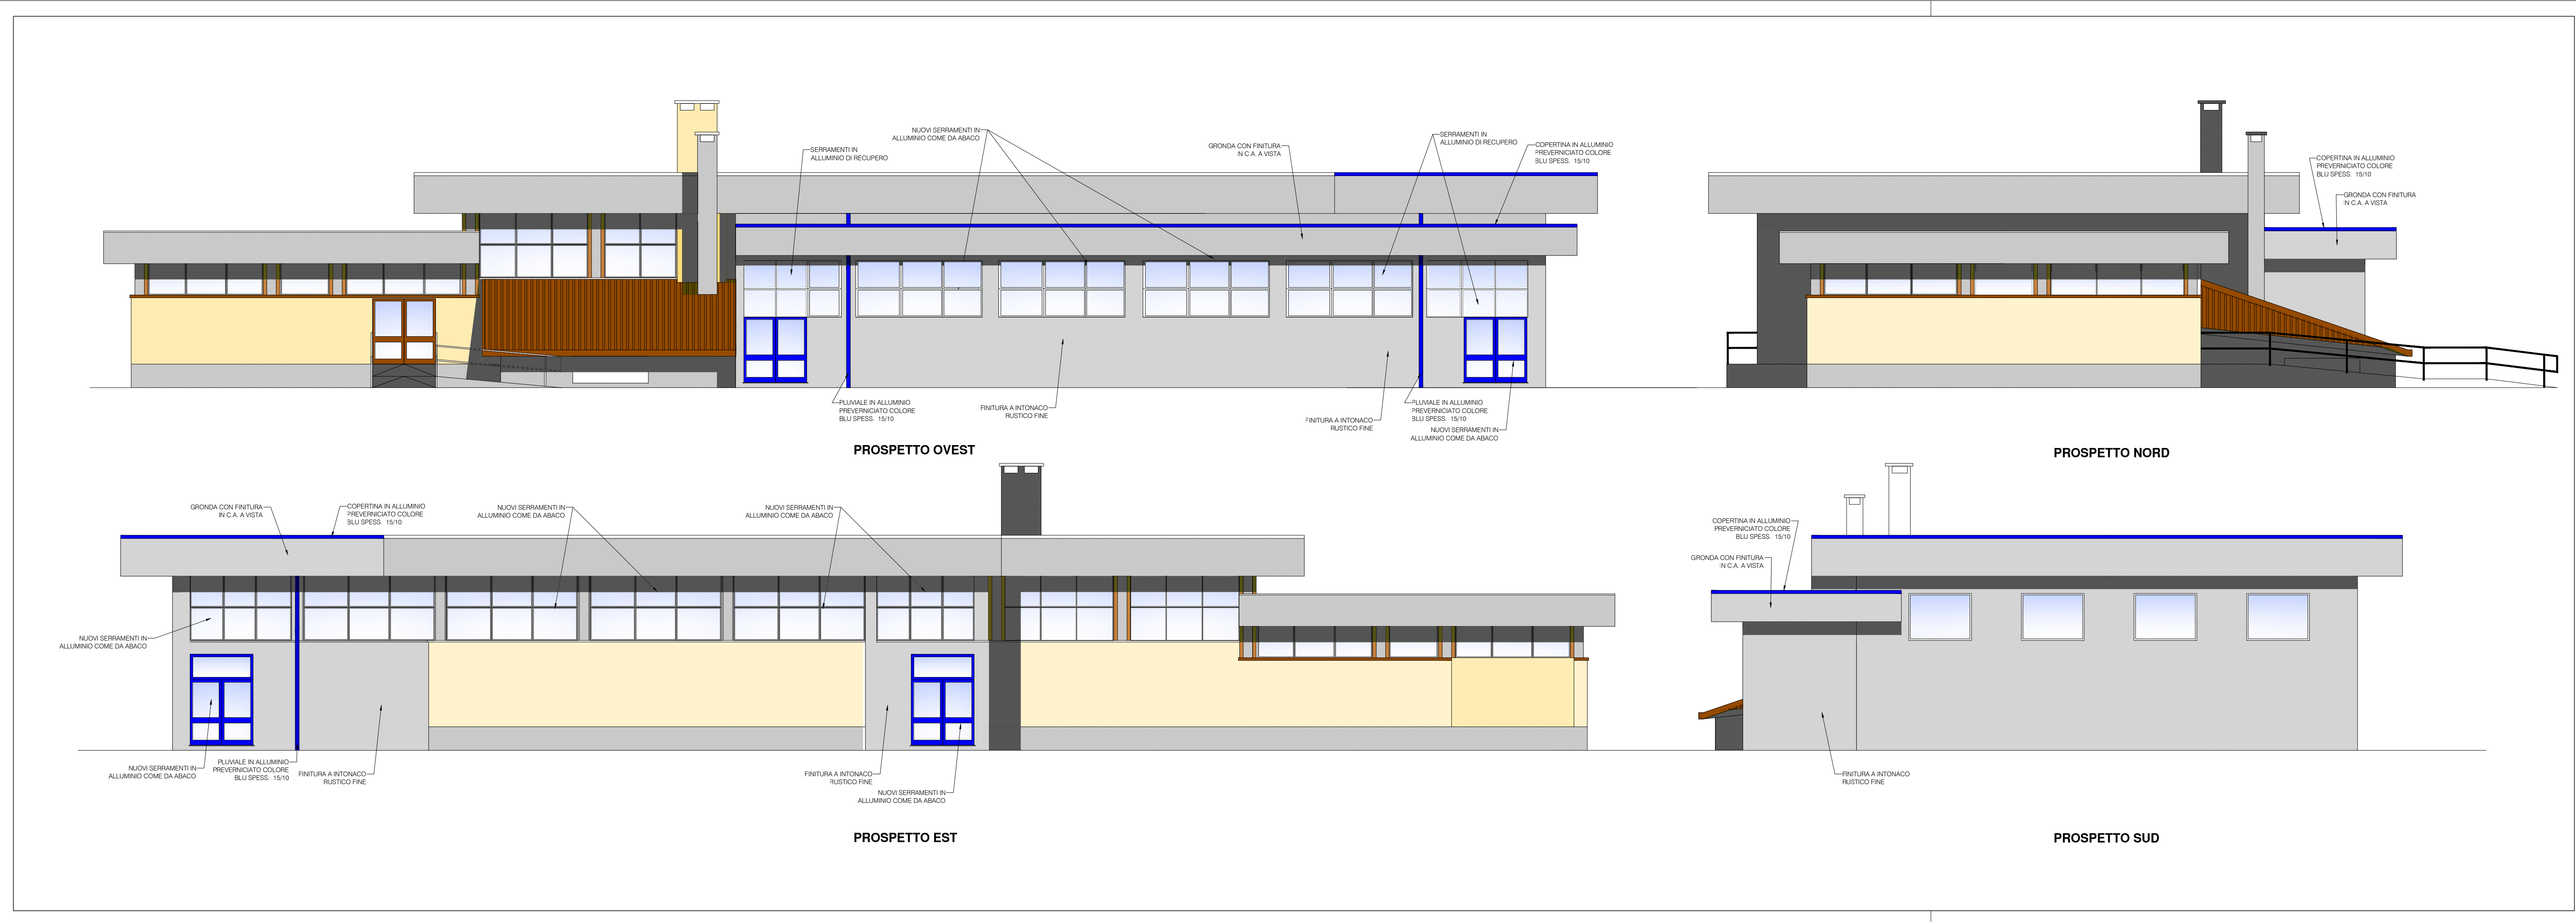 NUOVI SERRAMENTI IN
ALLUMINIO COME DA ABACO
SERRAMENTI IN
ALLUMINIO DI RECUPERO
GRONDA CON FINITURA
IN C.A. A VISTA
SERRAMENTI IN
ALLUMINIO DI RECUPERO
COPERTINA IN ALLUMINIO
PREVERNICIATO COLORE
BLU SPESS. 15/10
PLUVIALE IN ALLUMINIO
PREVERNICIATO COLORE
BLU SPESS. 15/10
FINITURA A INTONACO
RUSTICO FINE
FINITURA A INTONACO
RUSTICO FINE
PLUVIALE IN ALLUMINIO
PREVERNICIATO COLORE
BLU SPESS. 15/10
NUOVI SERRAMENTI IN
ALLUMINIO COME DA ABACO
PROSPETTO OVEST
COPERTINA IN ALLUMINIO
PREVERNICIATO COLORE
BLU SPESS. 15/10
GRONDA CON FINITURA
IN C.A. A VISTA
PROSPETTO NORD
GRONDA CON FINITURA
IN C.A. A VISTA
COPERTINA IN ALLUMINIO
PREVERNICIATO COLORE
BLU SPESS. 15/10
NUOVI SERRAMENTI IN
ALLUMINIO COME DA ABACO
NUOVI SERRAMENTI IN
ALLUMINIO COME DA ABACO
NUOVI SERRAMENTI IN
ALLUMINIO COME DA ABACO
NUOVI SERRAMENTI IN
ALLUMINIO COME DA ABACO
PLUVIALE IN ALLUMINIO
PREVERNICIATO COLORE
BLU SPESS. 15/10
FINITURA A INTONACO
RUSTICO FINE
FINITURA A INTONACO
RUSTICO FINE
NUOVI SERRAMENTI IN
ALLUMINIO COME DA ABACO
PROSPETTO EST
COPERTINA IN ALLUMINIO
PREVERNICIATO COLORE
BLU SPESS. 15/10
GRONDA CON FINITURA
IN C.A. A VISTA
FINITURA A INTONACO
RUSTICO FINE
PROSPETTO SUD